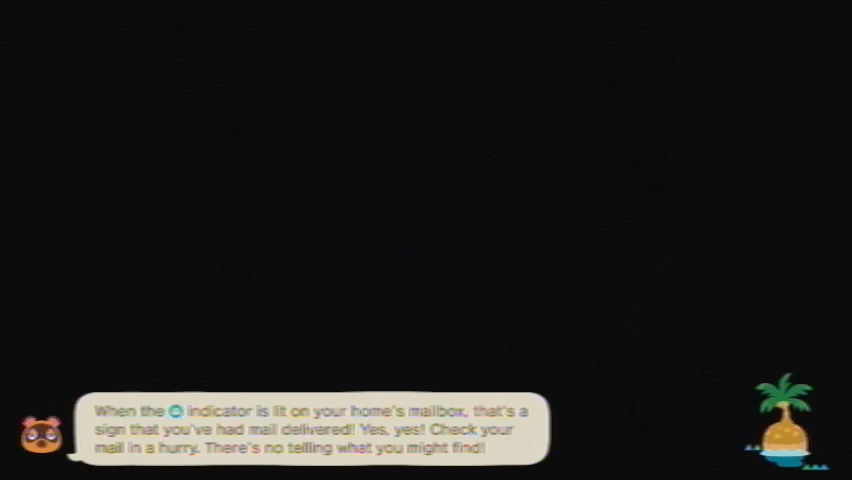 When the indicator is lit on your home's mailbox, that's a
sign that you've had mail delivered! Yes, yes! Check your
mail in a hurry. There's no telling what you might find!